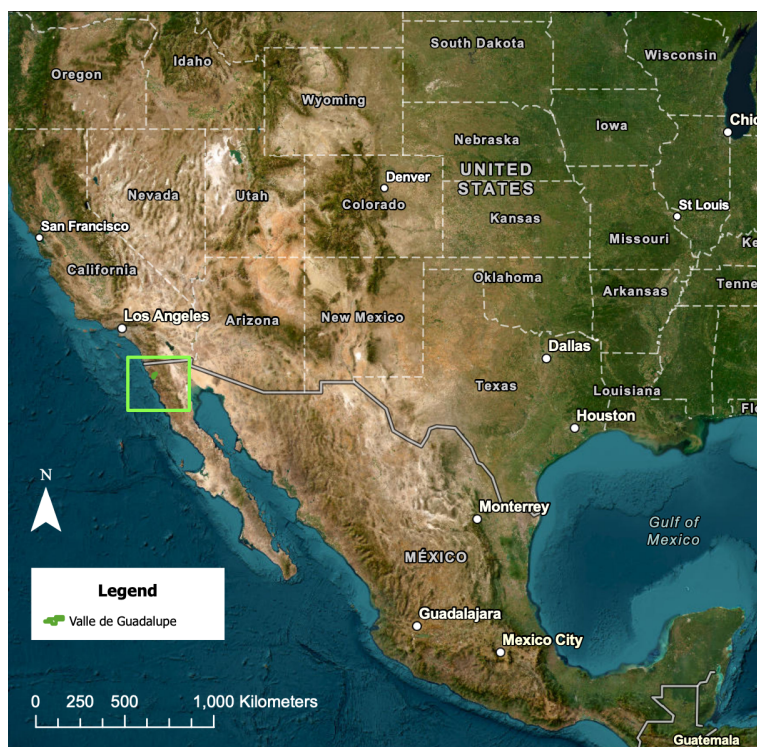 South Dakota
Wisconsin
Idaho
Oregon
Wyoming
Iowa
Chic
Nebraska
UNITED
STATES
Denver
Nevada
Utah
Colorado
St Louis
Kansas
San Francisco
Missouri
Ke
California
Oklahoma
Tenne
Arkansas
Los Angeles
Arizona
New Mexico
Dallas
Texas
Louisiana
Flo
Houston
N
Monterrey
Gulf of
Mexico
MÉXICO
Legend
Valle de Guadalupe
Guadalajara
Mexico City
0 250 500 1,000 Kilometers
Guatemala